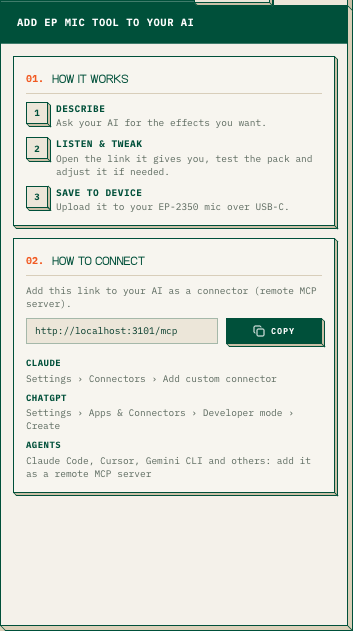 ADD EP MIC TOOL TO YOUR AI
01. HOW IT WORKS
1 DESCRIBE
Ask your AI for the effects you want.
2 LISTEN & TWEAK
Open the link it gives you, test the pack and
adjust it if needed.
3 SAVE TO DEVICE
Upload it to your EP-2350 mic over USB-C.
02. HOW TO CONNECT
Add this link to your AI as a connector (remote MCP
server).
http://localhost:3101/mcp COPY
CLAUDE
Settings › Connectors › Add custom connector
CHATGPT
Settings › Apps & Connectors › Developer mode ›
Create
AGENTS
Claude Code, Cursor, Gemini CLI and others: add it
as a remote MCP server